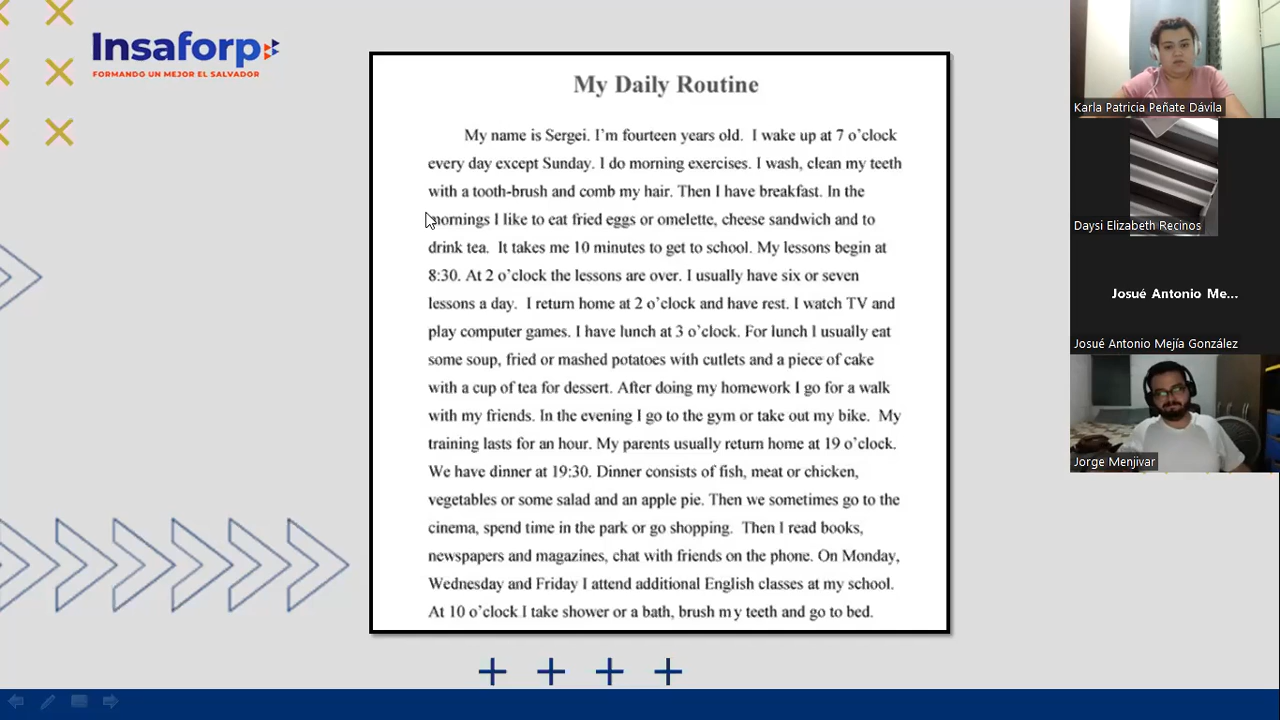 Insaforp
FORMANDO UN MEJOR EL SALVADOR
My Daily Routine
My name is Sergei. I'm fourteen years old. I wake up at 7 o'clock
every day except Sunday. I do morning exercises. I wash, clean my teeth
with a tooth-brush and comb my hair. Then I have breakfast. In the
mornings I like to eat fried eggs or omelette, cheese sandwich and to
drink tea. It takes me 10 minutes to get to school. My lessons begin at
8:30. At 2 o'clock the lessons are over. I usually have six or seven
lessons a day. I return home at 2 o'clock and have rest. I watch TV and
play computer games. I have lunch at 3 o'clock. For lunch I usually eat
some soup, fried or mashed potatoes with cutlets and a piece of cake
with a cup of tea for dessert. After doing my homework I go for a walk
with my friends. In the evening I go to the gym or take out my bike. My
training lasts for an hour. My parents usually return home at 19 o'clock.
We have dinner at 19:30. Dinner consists of fish, meat or chicken,
vegetables or some salad and an apple pie. Then we sometimes go to the
cinema, spend time in the park or go shopping. Then I read books,
newspapers and magazines, chat with friends on the phone. On Monday,
Wednesday and Friday I attend additional English classes at my school.
At 10 o'clock I take shower or a bath, brush my teeth and go to bed.
Karla Patricia Peñate Dávila
Daysi Elizabeth Recinos
Josué Antonio Me...
Josué Antonio Mejía González
Jorge Menjivar